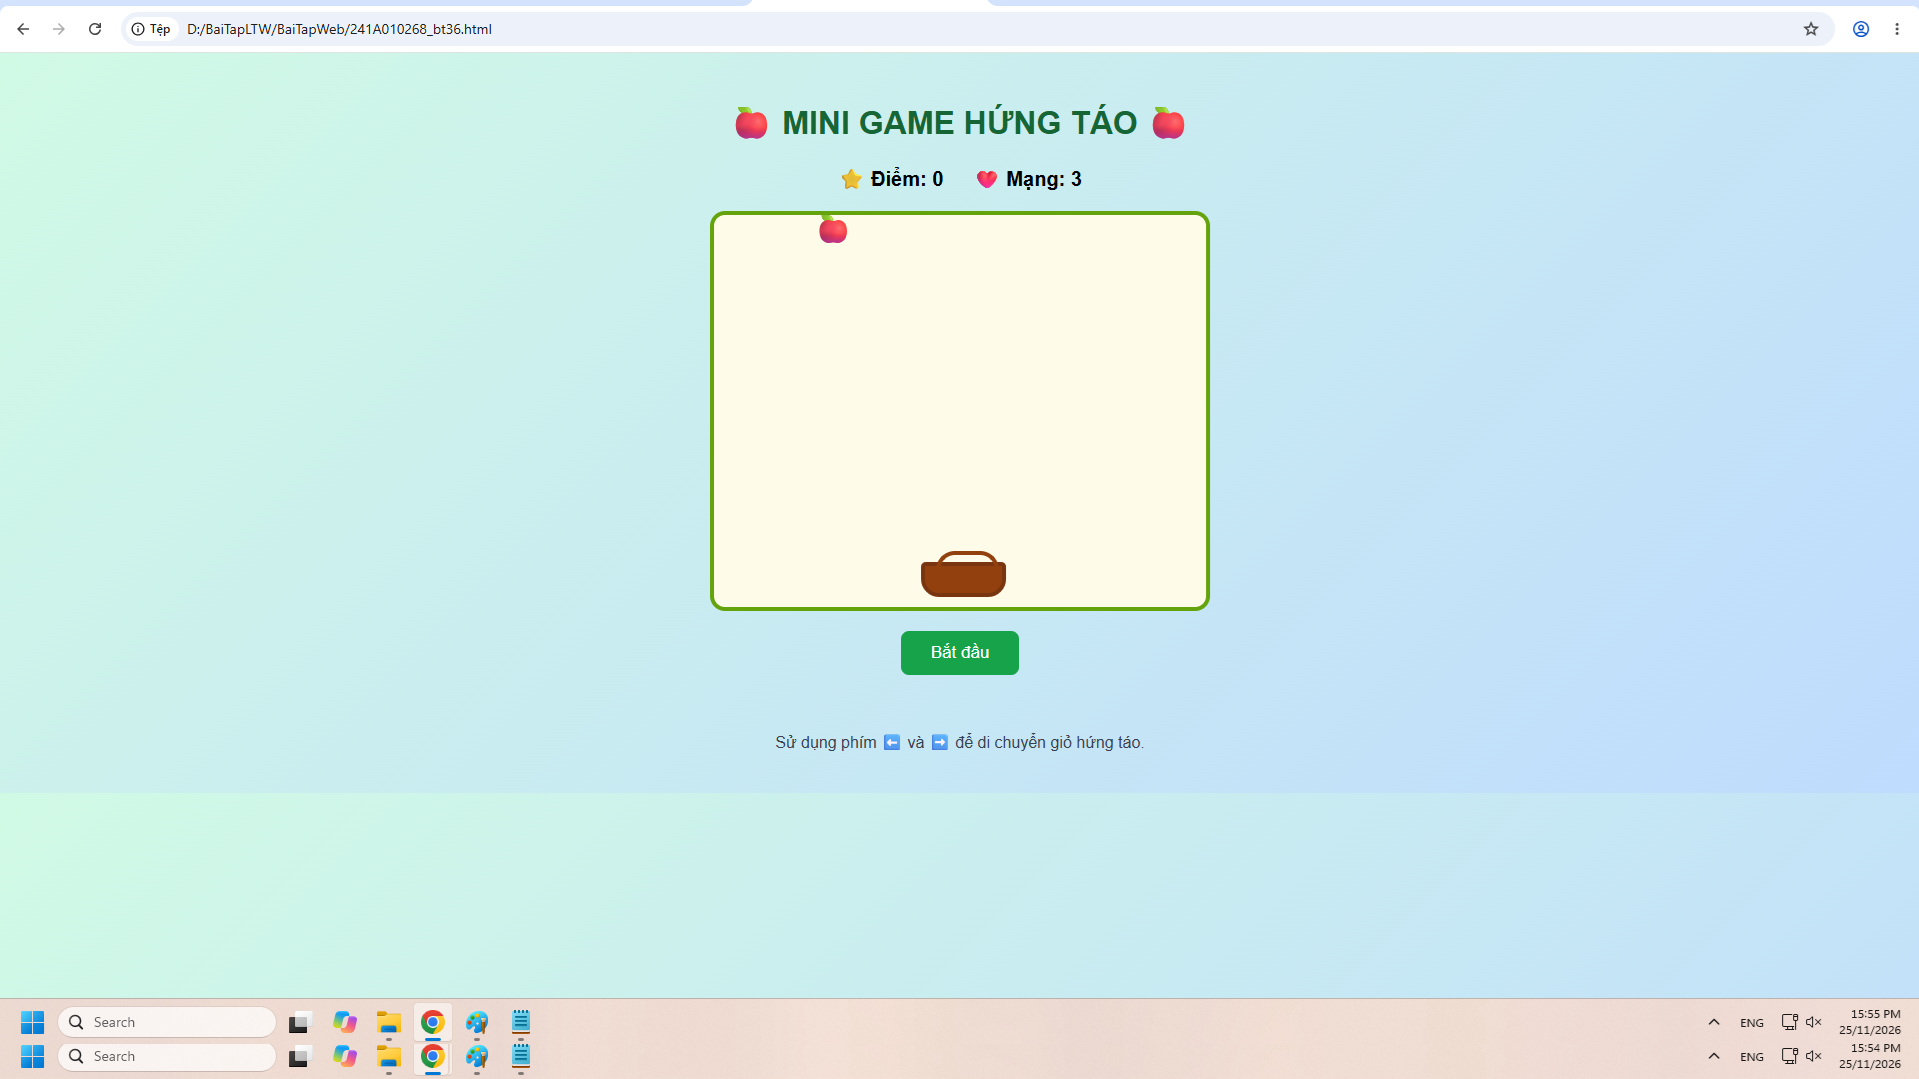 Tệp D:/BaiTapLTW/BaiTapWeb/241A010268_bt36.html
MINI GAME HỨNG TÁO
Điểm: 0 Mạng: 3
Bắt đầu
Sử dụng phím ⬅️ và ➡️ để di chuyển giỏ hứng táo.
Search ENG 15:55 PM
25/11/2026
Search ENG 15:54 PM
25/11/2026